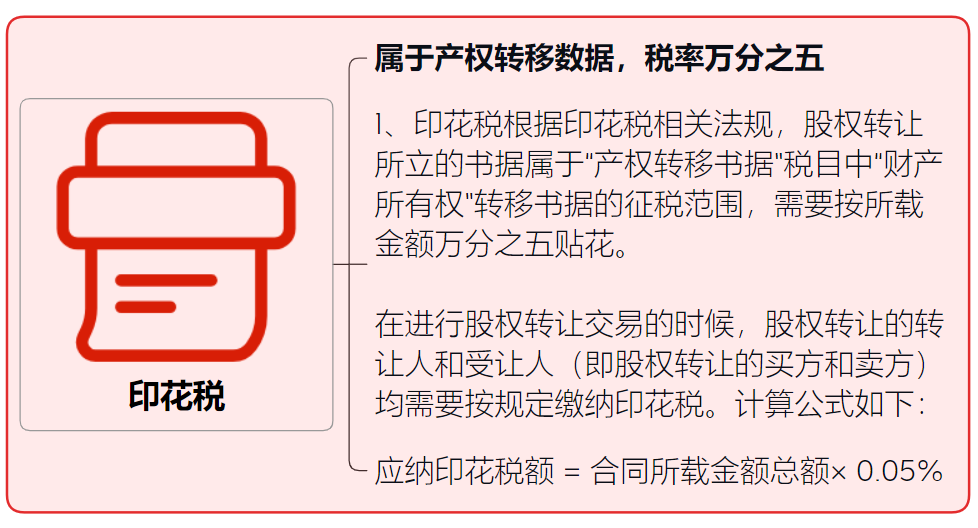 属于产权转移数据，税率万分之五
1、印花税根据印花税相关法规，股权转让
所立的书据属于"产权转移书据"税目中"财产
所有权"转移书据的征税范围，需要按所载
金额万分之五贴花。
在进行股权转让交易的时候，股权转让的转
让人和受让人（即股权转让的买方和卖方）
均需要按规定缴纳印花税。计算公式如下：
应纳印花税额 = 合同所载金额总额× 0.05%
印花税